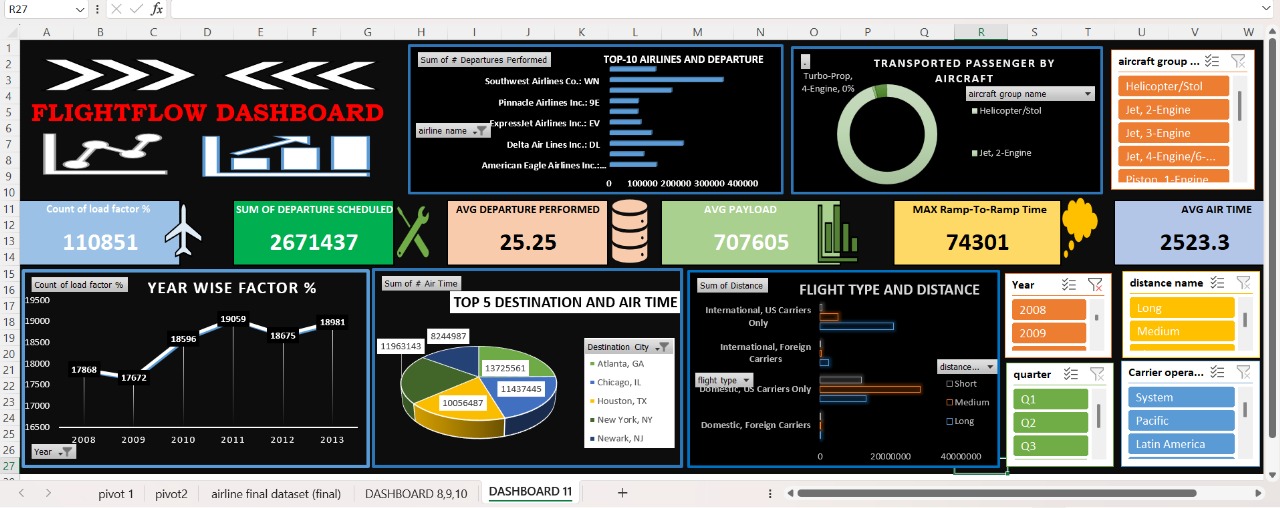 R27
fx
A B C D E F G H I J K L M N O P Q R S T U V W
1
2
3
4
5
6
7
8
9
10
11
12
13
14
15
16
17
18
19
20
21
22
23
24
25
26
27
FLIGHTFLOW DASHBOARD
Sum of # Departures Performed
TOP-10 AIRLINES AND DEPARTURE
Southwest Airlines Co.: WN
Pinnacle Airlines Inc.: 9E
ExpressJet Airlines Inc.: EV
airline name
Delta Air Lines Inc.: DL
American Eagle Airlines Inc.:...
0 100000 200000 300000 400000
TRANSPORTED PASSENGER BY
AIRCRAFT
Turbo-Prop,
4-Engine, 0%
aircraft group name
Helicopter/Stol
Jet, 2-Engine
aircraft group ...
Helicopter/Stol
Jet, 2-Engine
Jet, 3-Engine
Jet, 4-Engine/6-...
Piston, 1-Engine
Count of load factor %
110851
SUM OF DEPARTURE SCHEDULED
2671437
AVG DEPARTURE PERFORMED
25.25
AVG PAYLOAD
707605
MAX Ramp-To-Ramp Time
74301
AVG AIR TIME
2523.3
Count of load factor %
YEAR WISE FACTOR %
19500
19000
18500
18000
17500
17000
16500
17868
17672
18596
19059
18675
18981
2008 2009 2010 2011 2012 2013
Year
Sum of # Air Time
TOP 5 DESTINATION AND AIR TIME
8244987
11963143
13725561
11437445
10056487
Destination City
Atlanta, GA
Chicago, IL
Houston, TX
New York, NY
Newark, NJ
Sum of Distance
FLIGHT TYPE AND DISTANCE
International, US Carriers
Only
International, Foreign
Carriers
flight type
Domestic, US Carriers Only
Domestic, Foreign Carriers
0 20000000 40000000
distance...
Short
Medium
Long
Year
2008
2009
distance name
Long
Medium
quarter
Q1
Q2
Q3
Carrier opera...
System
Pacific
Latin America
pivot 1
pivot2
airline final dataset (final)
DASHBOARD 8,9,10
DASHBOARD 11